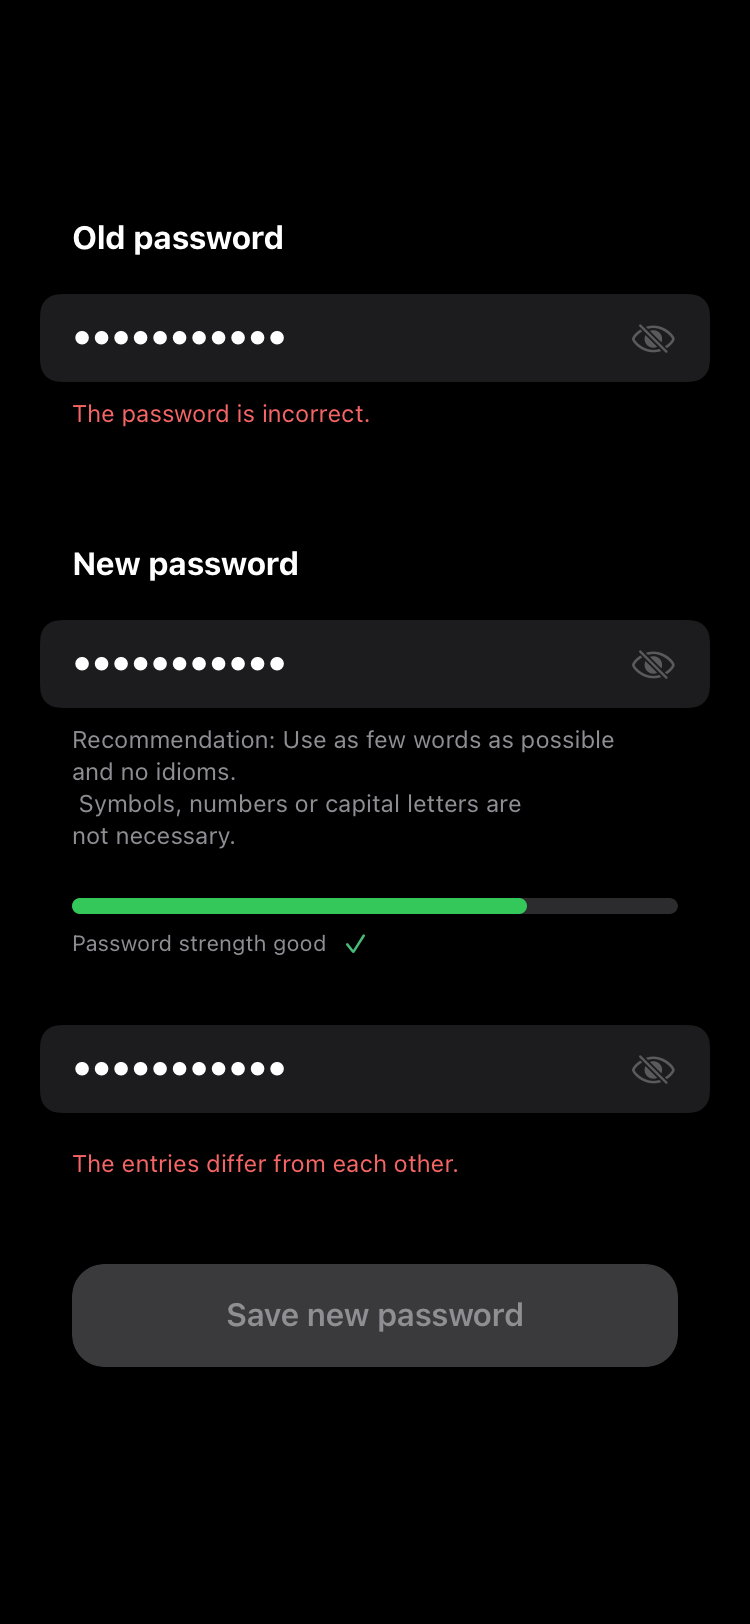 Old password
•••••••••••
The password is incorrect.
New password
•••••••••••
Recommendation: Use as few words as possible
and no idioms.
Symbols, numbers or capital letters are
not necessary.
Password strength good ✓
•••••••••••
The entries differ from each other.
Save new password